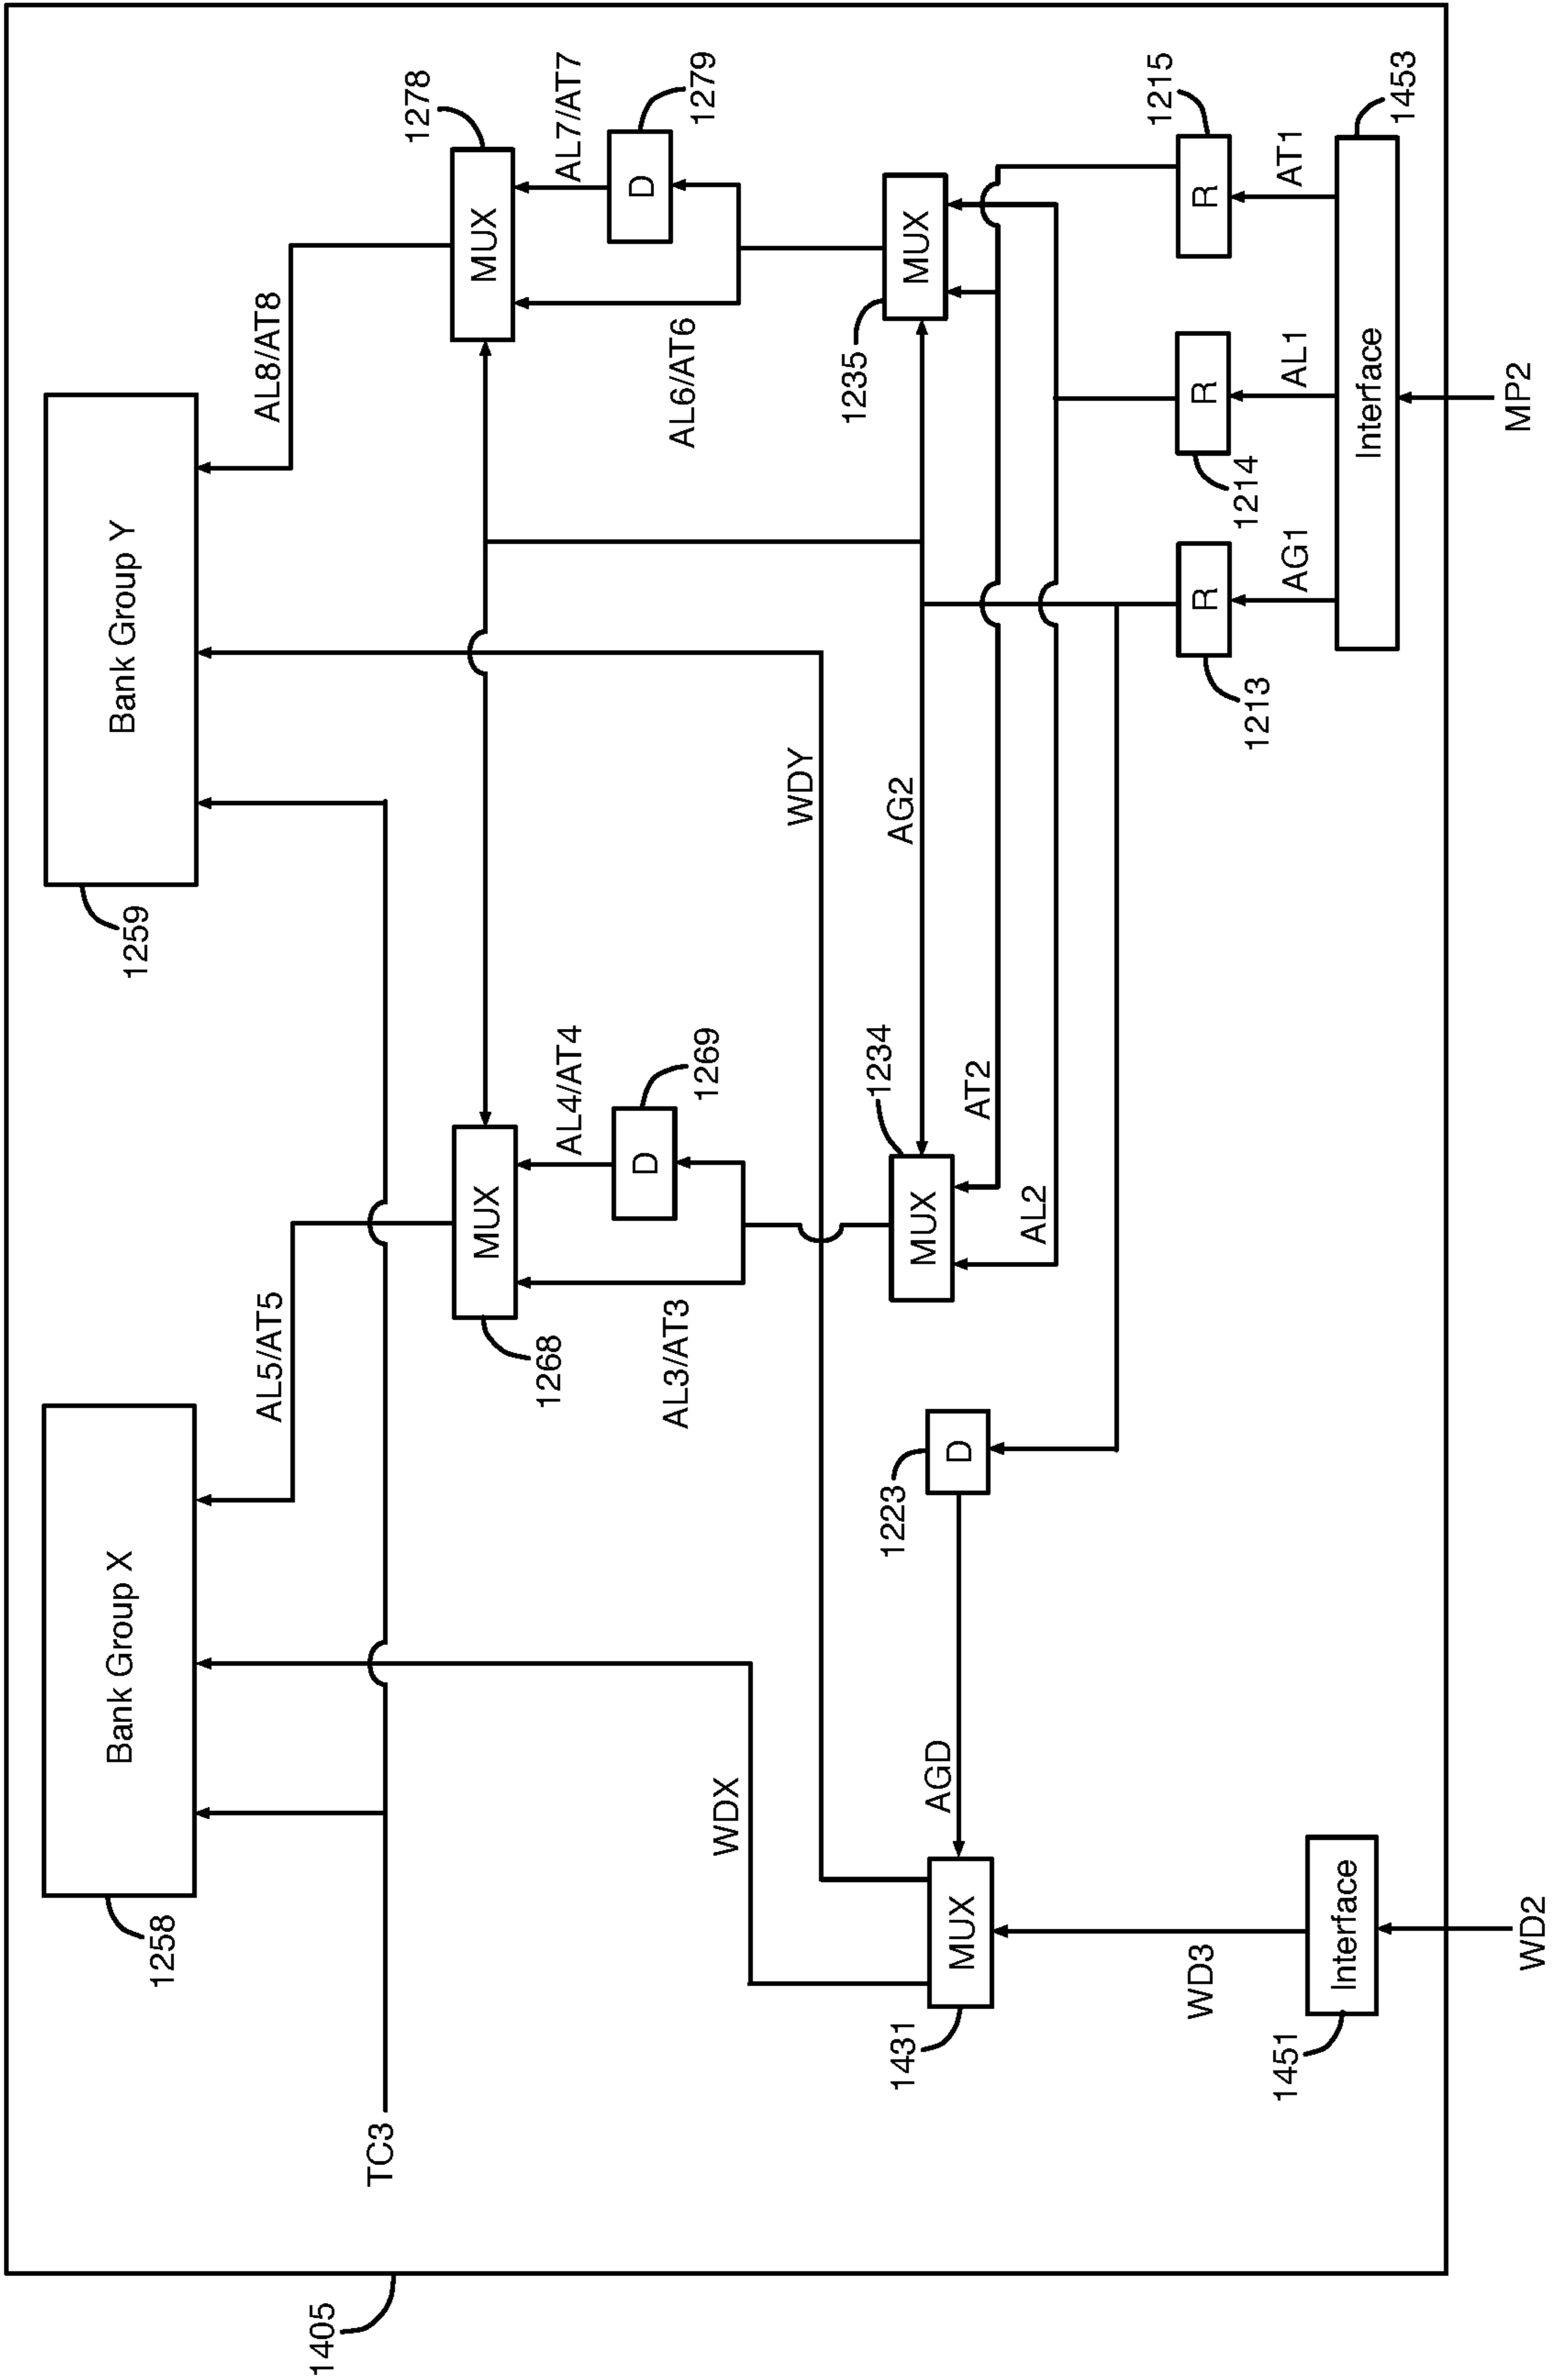 1405
TC3
1258
Bank Group X
1259
Bank Group Y
AL5/AT5
AL8/AT8
1268
MUX
MUX
1278
AL4/AT4
D
1269
AL3/AT3
AL7/AT7
D
1279
AL6/AT6
WDX
WDY
1431
MUX
AGD
1223
D
MUX
1234
AG2
1235
MUX
AT2
AL2
WD3
1213
R
1214
R
R
1215
AG1
AL1
AT1
1451
Interface
Interface
1453
WD2
MP2